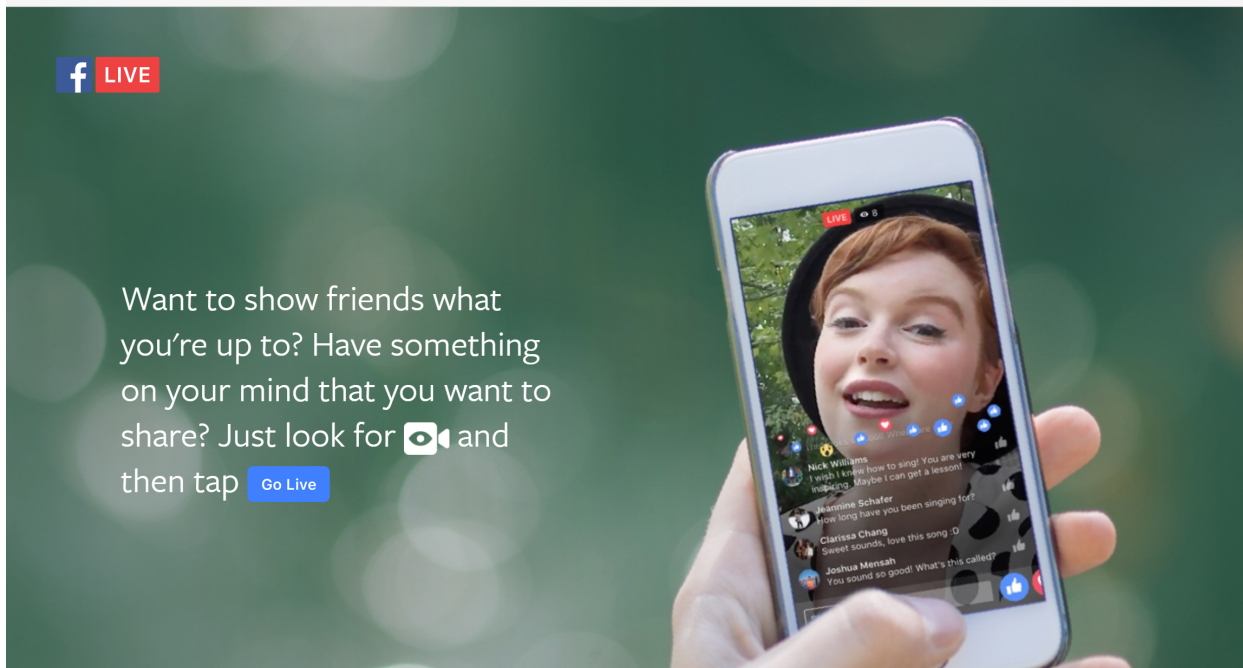 f LIVE
LIVE 8
Want to show friends what
you're up to? Have something
on your mind that you want to
share? Just look for and
then tap Go Live
Nick Williams
I wish I knew how to sing! You are very
inspiring. Maybe I can get a lesson!
Jeannine Schafer
How long have you been singing for?
Clarissa Chang
Sweet sounds, love this song :D
Joshua Mensah
You sound so good! What's this called?